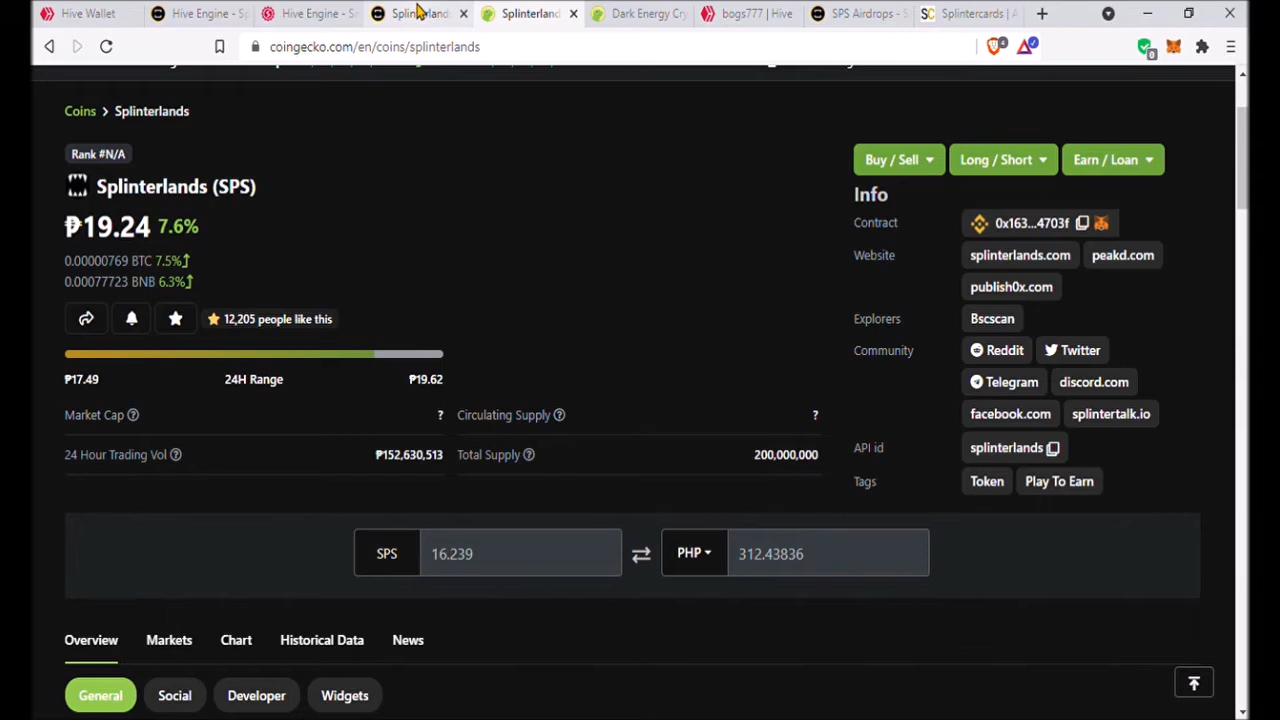 Hive Wallet
Hive Engine - Sp
Hive Engine - Sm
Splinterlands
Splinterland
Dark Energy Cry
bogs777 | Hive
SPS Airdrops - S
Splintercards | A
coingecko.com/en/coins/splinterlands
Coins > Splinterlands
Rank #N/A
Splinterlands (SPS)
₱19.24 7.6%
0.00000769 BTC 7.5%
0.00077723 BNB 6.3%
12,205 people like this
₱17.49 24H Range ₱19.62
Market Cap ?
Circulating Supply ?
24 Hour Trading Vol ₱152,630,513
Total Supply 200,000,000
Buy / Sell Long / Short Earn / Loan
Info
Contract 0x163...4703f
Website splinterlands.com peakd.com
publish0x.com
Explorers Bscscan
Community Reddit Twitter
Telegram discord.com
facebook.com splintertalk.io
API id splinterlands
Tags Token Play To Earn
SPS 16.239 PHP 312.43836
Overview Markets Chart Historical Data News
General Social Developer Widgets